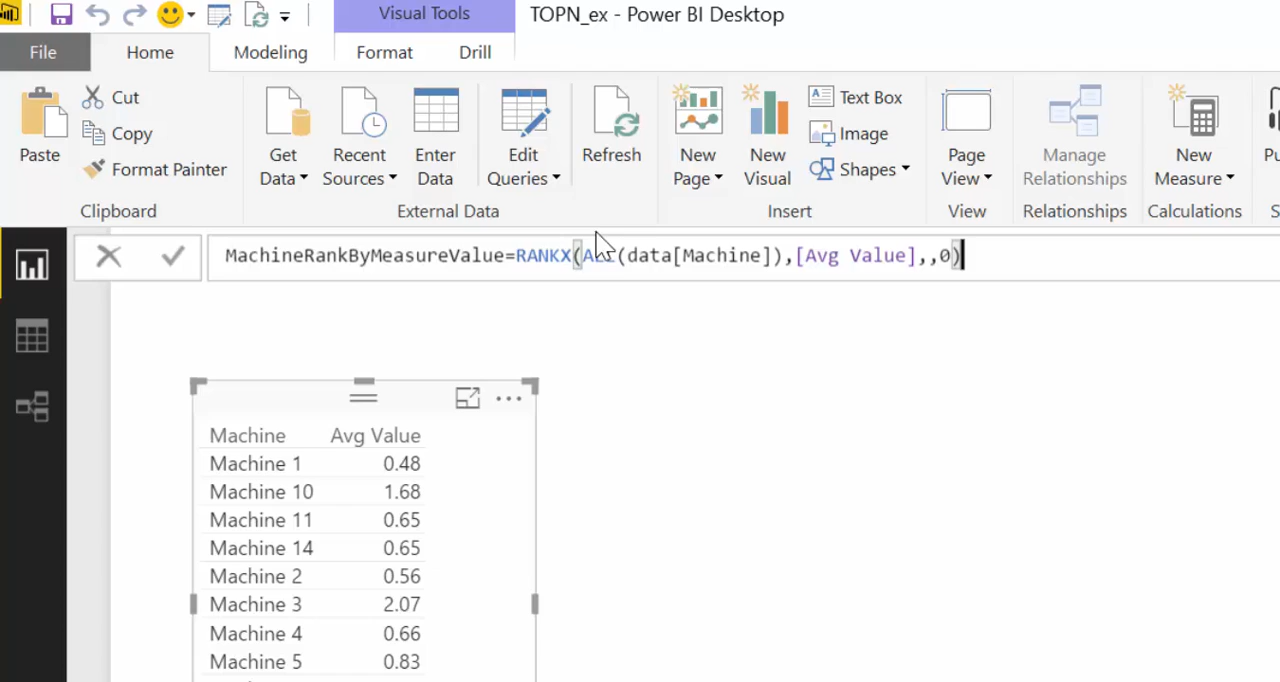 Visual Tools
TOPN_ex - Power BI Desktop
File
Home
Modeling
Format
Drill
Paste
Cut
Copy
Format Painter
Clipboard
Get
Data
Recent
Sources
Enter
Data
Edit
Queries
Refresh
External Data
New
Page
New
Visual
Text Box
Image
Shapes
Insert
Page
View
View
Manage
Relationships
Relationships
New
Measure
Calculations
MachineRankByMeasureValue=RANKX(ALL(data[Machine]),[Avg Value],,0)
Machine Avg Value
Machine 1 0.48
Machine 10 1.68
Machine 11 0.65
Machine 14 0.65
Machine 2 0.56
Machine 3 2.07
Machine 4 0.66
Machine 5 0.83